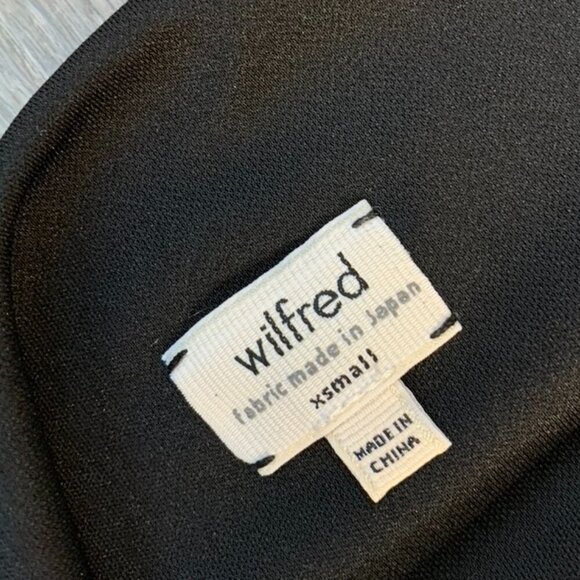 wilfred
fabric made in Japan
xsmall
MADE IN
CHINA